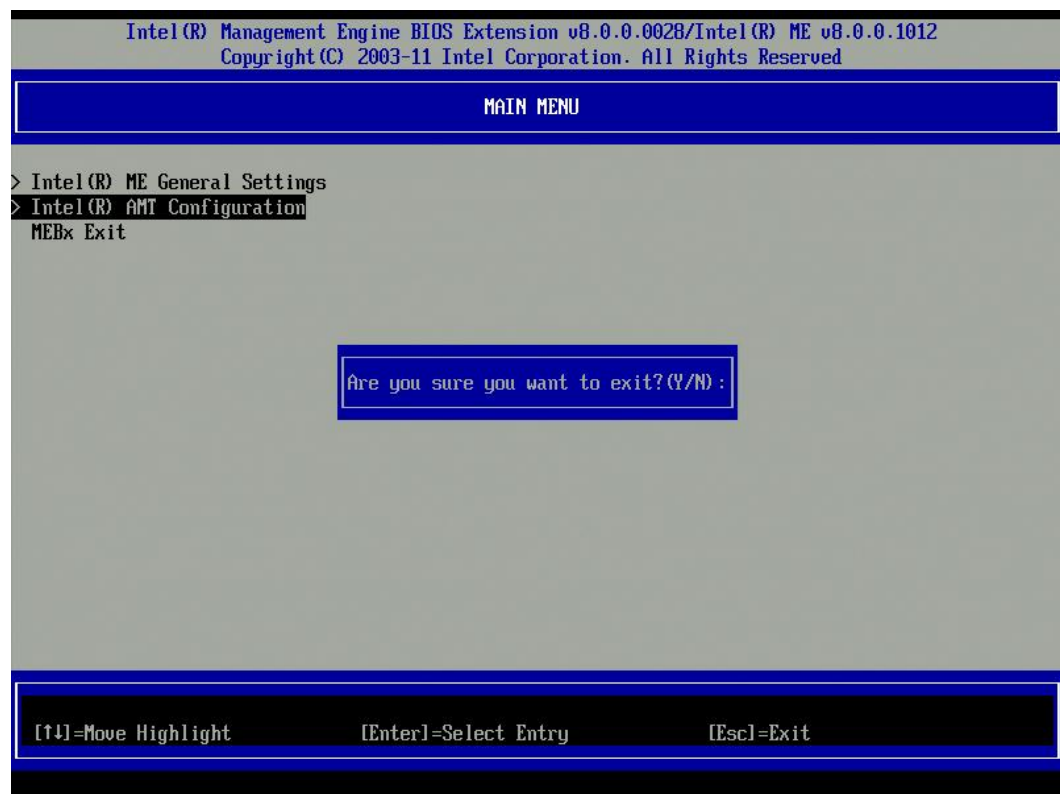 Intel(R) Management Engine BIOS Extension v8.0.0.0028/Intel(R) ME v8.0.0.1012
Copyright(C) 2003-11 Intel Corporation. All Rights Reserved
MAIN MENU
> Intel(R) ME General Settings
> Intel(R) AMT Configuration
MEBx Exit
Are you sure you want to exit?(Y/N):
[↑↓]=Move Highlight [Enter]=Select Entry [Esc]=Exit